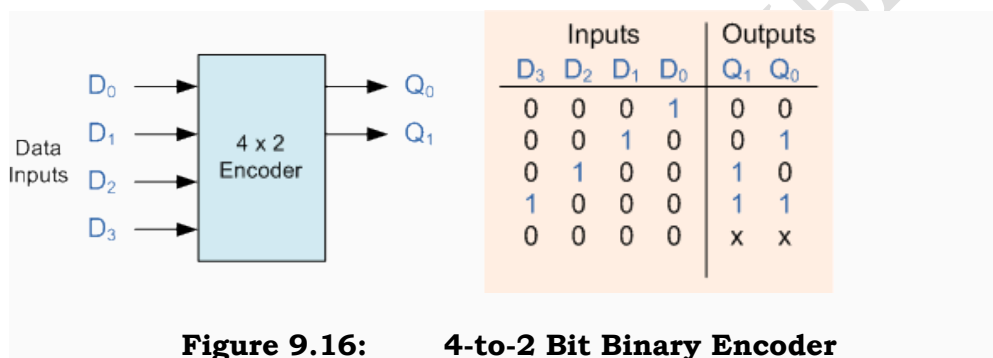 Inputs Outputs
D₃ D₂ D₁ D₀ Q₁ Q₀
0 0 0 1 0 0
0 0 1 0 0 1
0 1 0 0 1 0
1 0 0 0 1 1
0 0 0 0 x x
Data
Inputs
D₀
D₁
D₂
D₃
4 x 2
Encoder
Q₀
Q₁
Figure 9.16: 4-to-2 Bit Binary Encoder